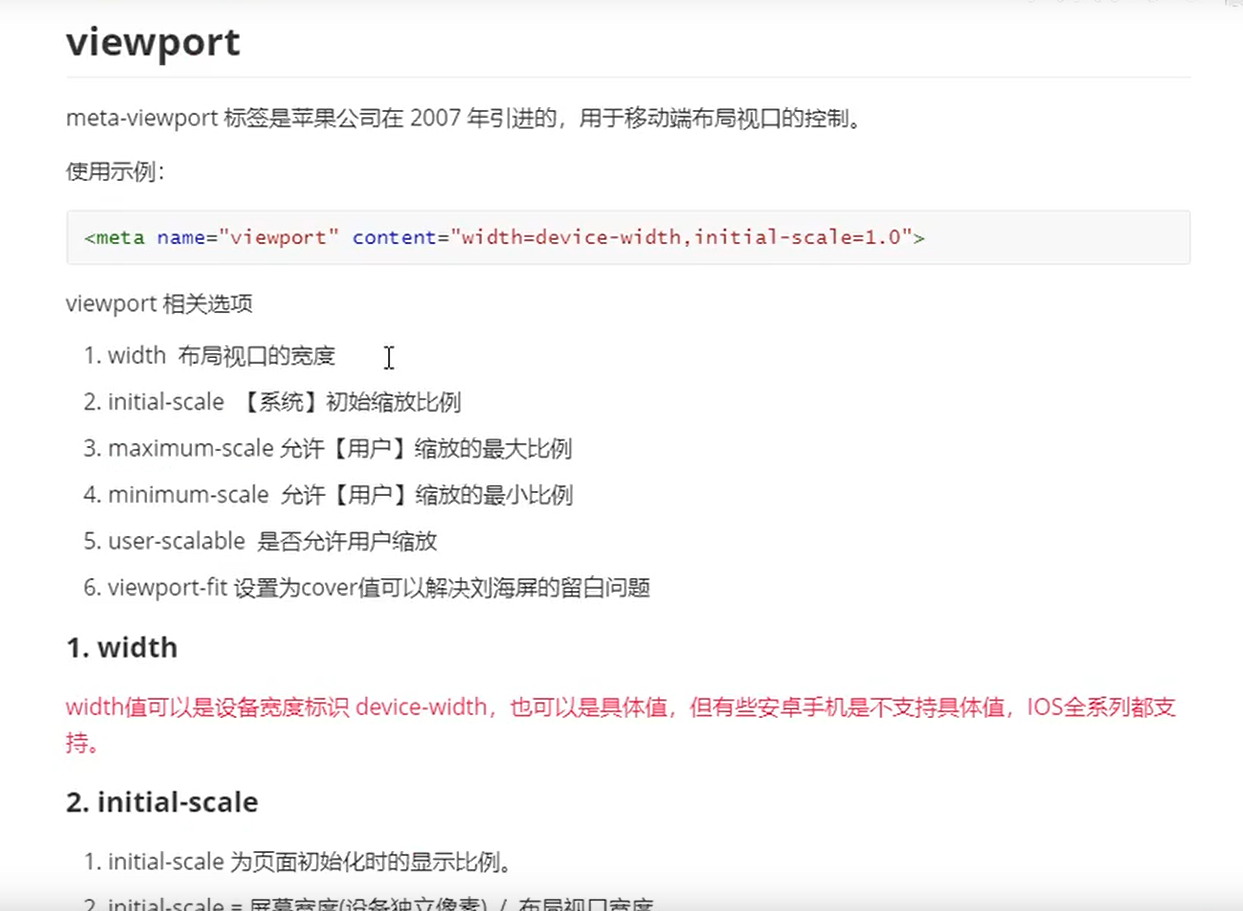 viewport
meta-viewport 标签是苹果公司在 2007 年引进的，用于移动端布局视口的控制。
使用示例：
<meta name="viewport" content="width=device-width,initial-scale=1.0">
viewport 相关选项
1. width 布局视口的宽度
2. initial-scale 【系统】初始缩放比例
3. maximum-scale 允许【用户】缩放的最大比例
4. minimum-scale 允许【用户】缩放的最小比例
5. user-scalable 是否允许用户缩放
6. viewport-fit 设置为cover值可以解决刘海屏的留白问题
1. width
width值可以是设备宽度标识 device-width，也可以是具体值，但有些安卓手机是不支持具体值，IOS全系列都支
持。
2. initial-scale
1. initial-scale 为页面初始化时的显示比例。
2. initial-scale = 屏幕宽度(设备独立像素) / 布局视口宽度